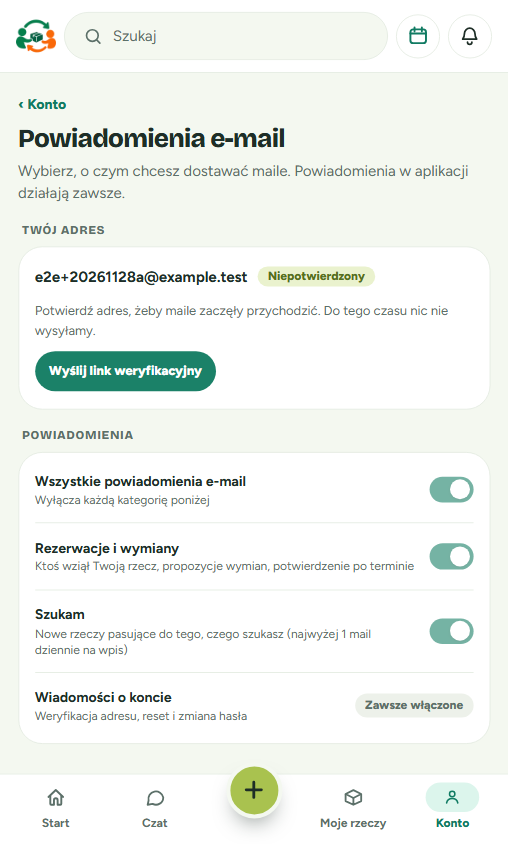 Szukaj
‹ Konto
Powiadomienia e-mail
Wybierz, o czym chcesz dostawać maile. Powiadomienia w aplikacji
działają zawsze.
TWÓJ ADRES
e2e+20261128a@example.test Niepotwierdzony
Potwierdź adres, żeby maile zaczęły przychodzić. Do tego czasu nic nie
wysyłamy.
Wyślij link weryfikacyjny
POWIADOMIENIA
Wszystkie powiadomienia e-mail
Wyłącza każdą kategorię poniżej
Rezerwacje i wymiany
Ktoś wziął Twoją rzecz, propozycje wymian, potwierdzenie po terminie
Szukam
Nowe rzeczy pasujące do tego, czego szukasz (najwyżej 1 mail
dziennie na wpis)
Wiadomości o koncie
Weryfikacja adresu, reset i zmiana hasła
Zawsze włączone
Start
Czat
Moje rzeczy
Konto